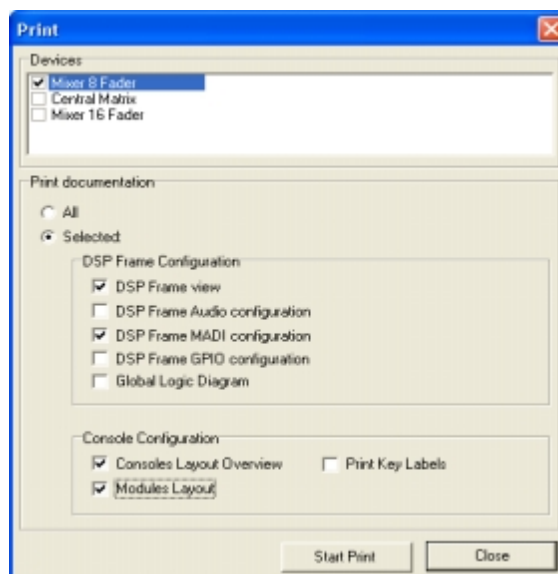 Print
Devices
Mixer 8 Fader
Central Matrix
Mixer 16 Fader
Print documentation
All
Selected:
DSP Frame Configuration
DSP Frame view
DSP Frame Audio configuration
DSP Frame MADI configuration
DSP Frame GPIO configuration
Global Logic Diagram
Console Configuration
Consoles Layout Overview Print Key Labels
Modules Layout
Start Print Close